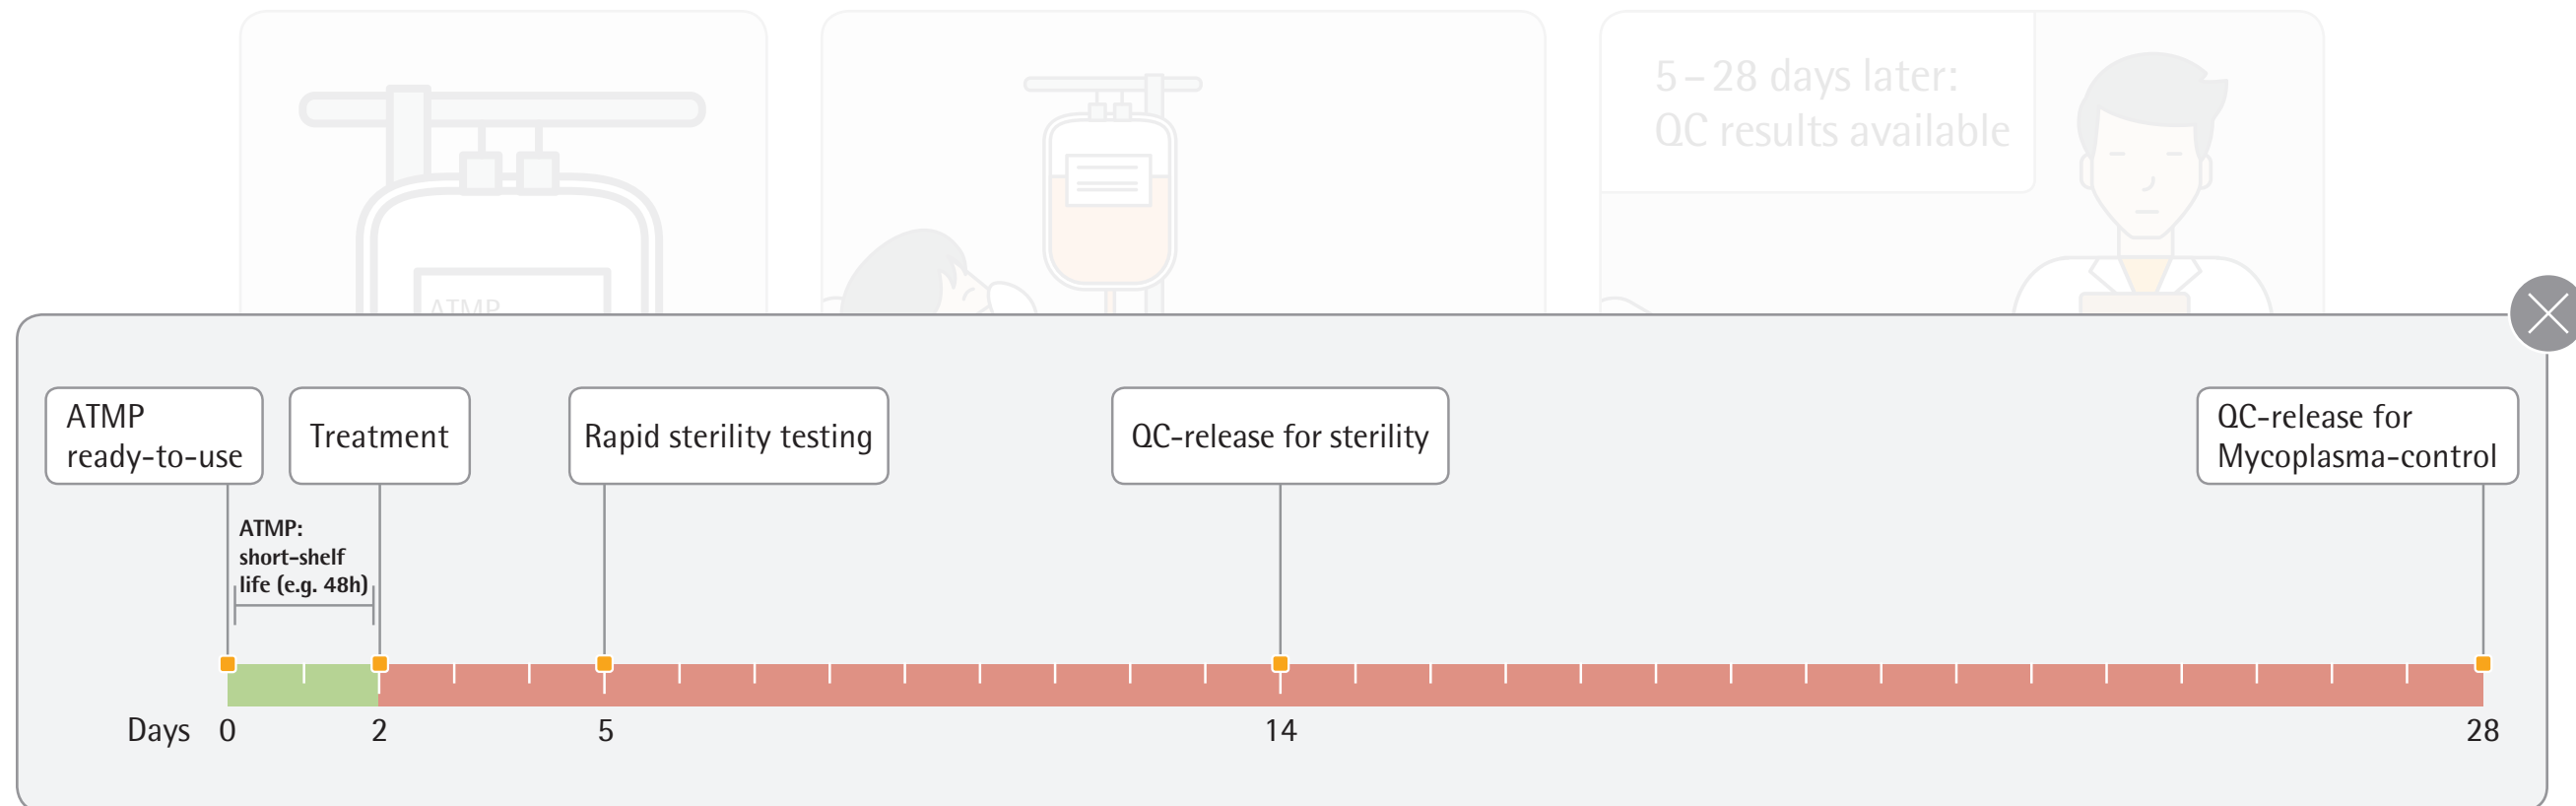 5 – 28 days later:
QC results available
ATMP
ATMP
ready-to-use
Treatment
Rapid sterility testing
QC-release for sterility
QC-release for
Mycoplasma-control
ATMP:
short-shelf
life (e.g. 48h)
Days 0 2 5 14 28